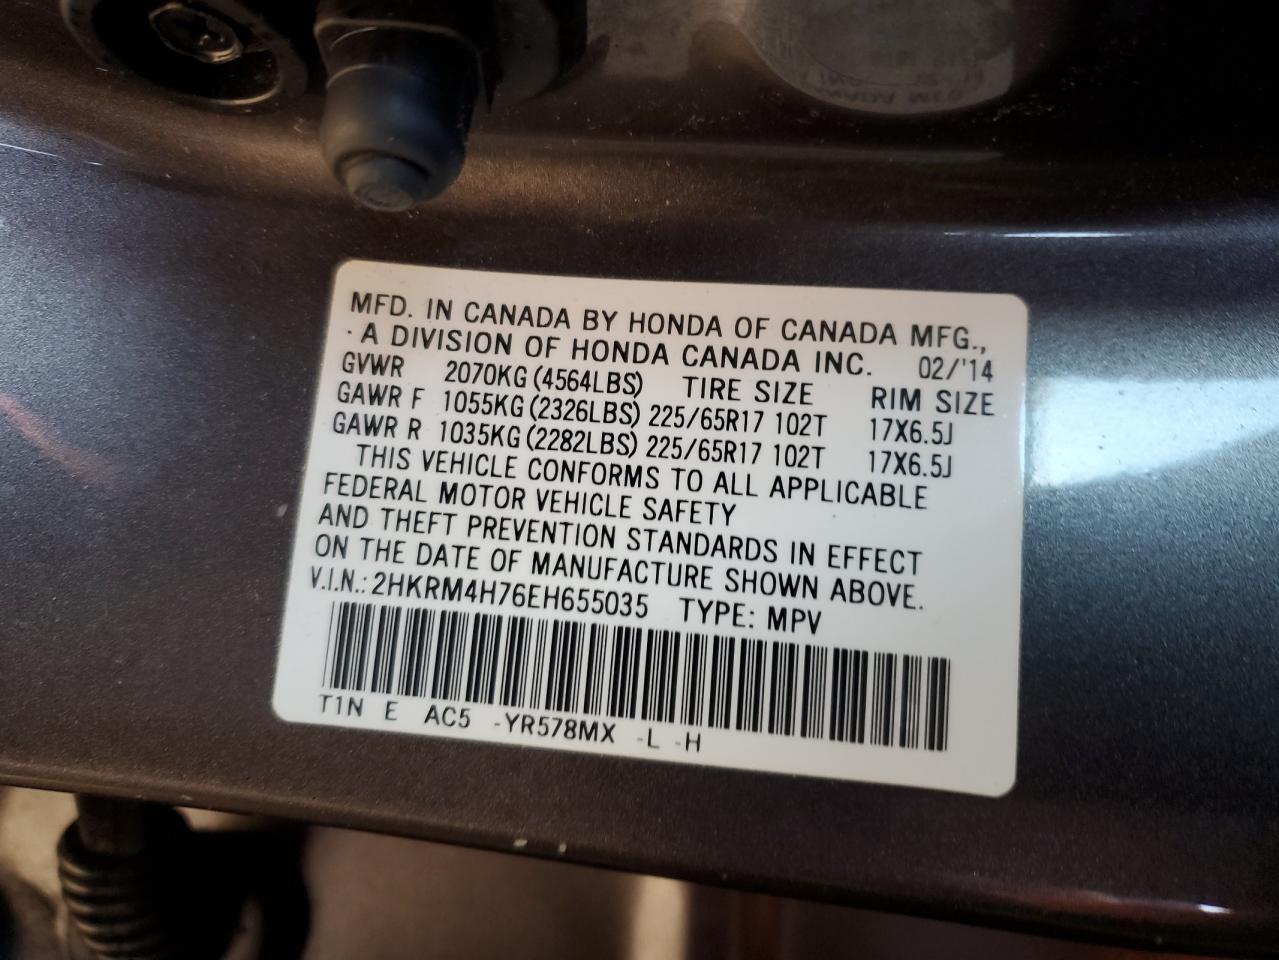 MFD. IN CANADA BY HONDA OF CANADA MFG.,
· A DIVISION OF HONDA CANADA INC. 02/'14
GVWR 2070KG (4564LBS) TIRE SIZE RIM SIZE
GAWR F 1055KG (2326LBS) 225/65R17 102T 17X6.5J
GAWR R 1035KG (2282LBS) 225/65R17 102T 17X6.5J
THIS VEHICLE CONFORMS TO ALL APPLICABLE
FEDERAL MOTOR VEHICLE SAFETY
AND THEFT PREVENTION STANDARDS IN EFFECT
ON THE DATE OF MANUFACTURE SHOWN ABOVE.
V.I.N.: 2HKRM4H76EH655035 TYPE: MPV
T1N E AC5 -YR578MX -L -H